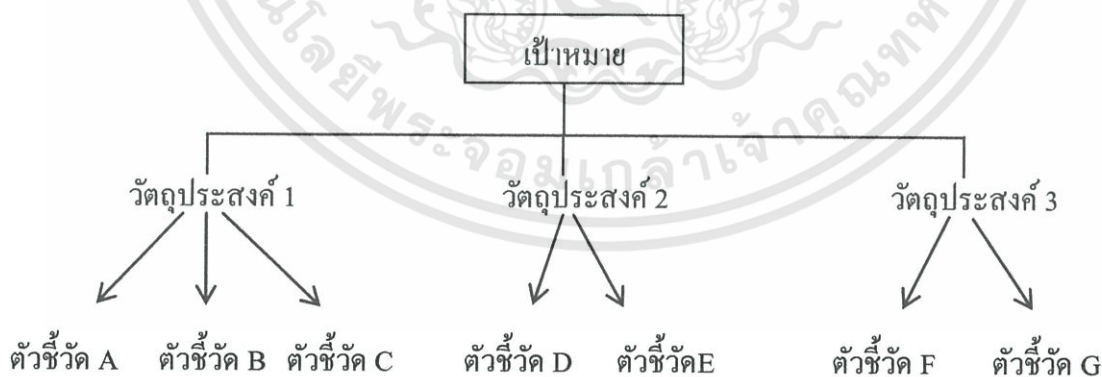 เป้าหมาย
วัตถุประสงค์ 1 วัตถุประสงค์ 2 วัตถุประสงค์ 3
ตัวชี้วัด A ตัวชี้วัด B ตัวชี้วัด C ตัวชี้วัด D ตัวชี้วัดE ตัวชี้วัด F ตัวชี้วัด G